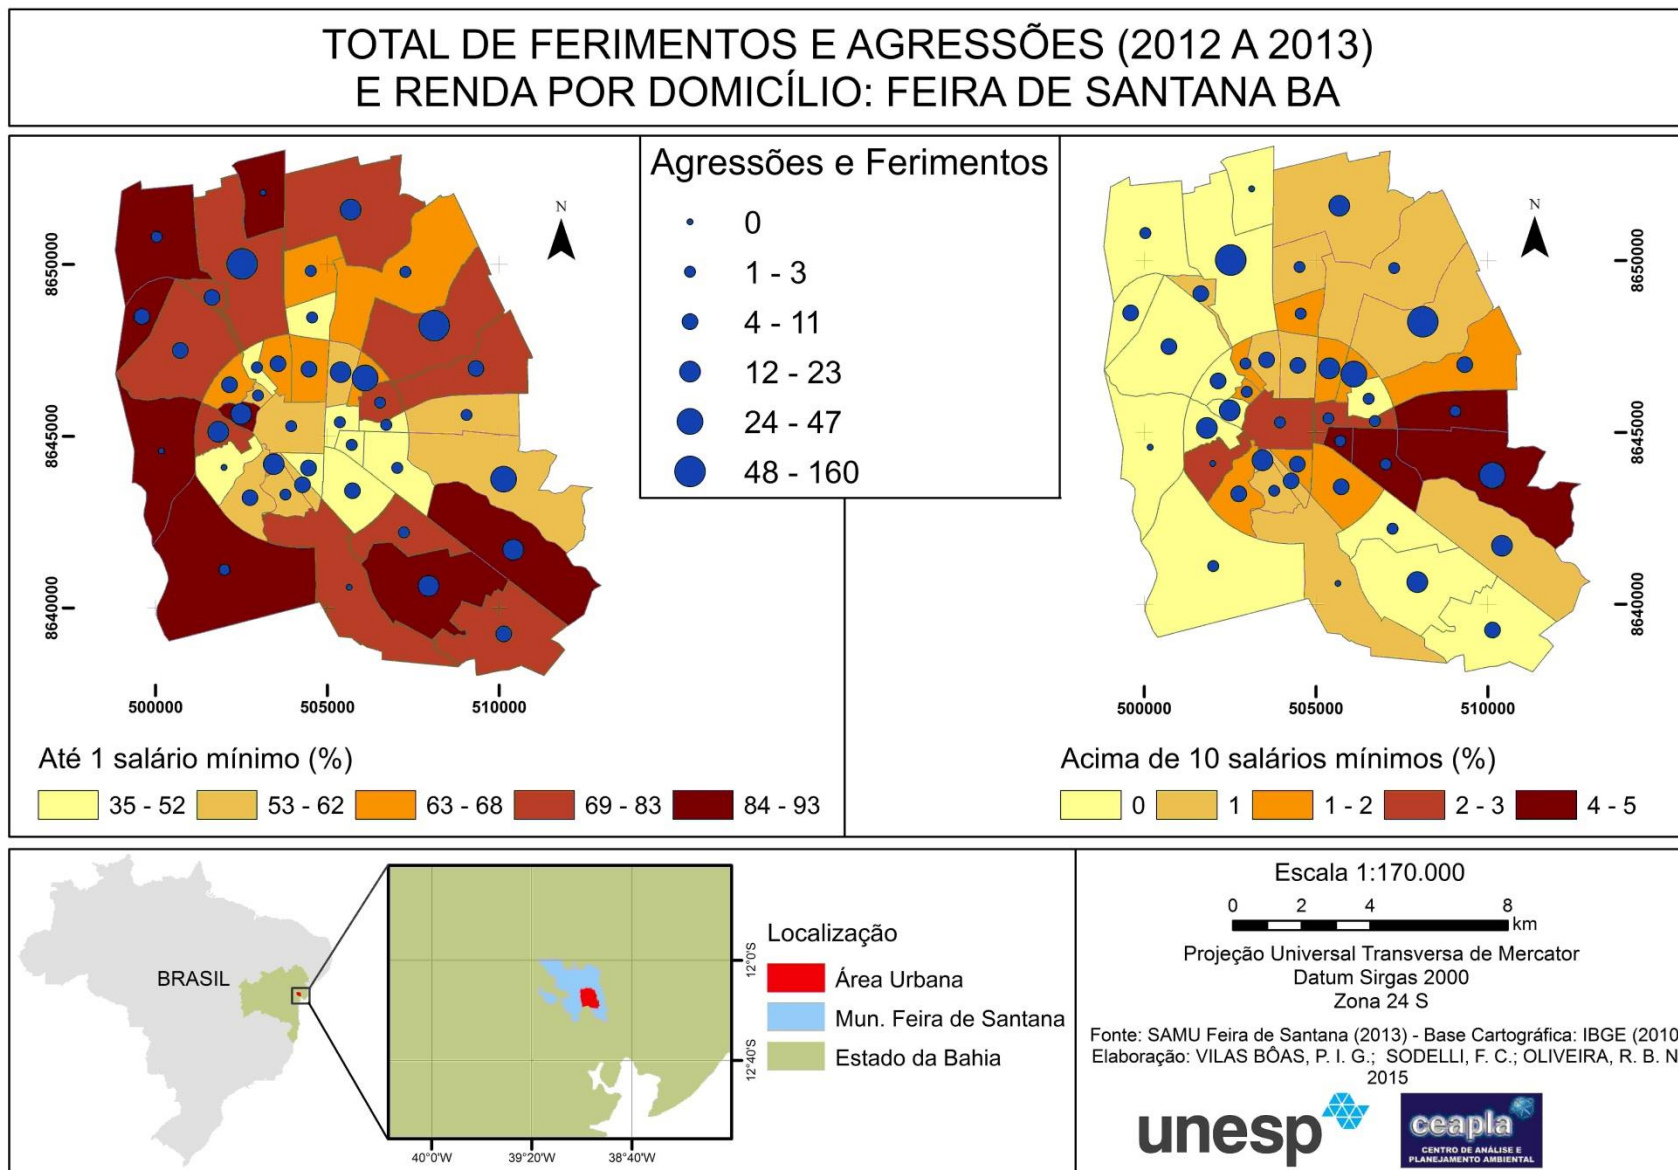 TOTAL DE FERIMENTOS E AGRESSÕES (2012 A 2013)
E RENDA POR DOMICÍLIO: FEIRA DE SANTANA BA
Agressões e Ferimentos
0
1 - 3
4 - 11
12 - 23
24 - 47
48 - 160
N
8650000
8645000
8640000
500000
505000
510000
Até 1 salário mínimo (%)
35 - 52
53 - 62
63 - 68
69 - 83
84 - 93
N
8650000
8645000
8640000
500000
505000
510000
Acima de 10 salários mínimos (%)
0
1
1 - 2
2 - 3
4 - 5
BRASIL
12°0'S
12°40'S
40°0'W
39°20'W
38°40'W
Localização
Área Urbana
Mun. Feira de Santana
Estado da Bahia
Escala 1:170.000
0 2 4 8
km
Projeção Universal Transversa de Mercator
Datum Sirgas 2000
Zona 24 S
Fonte: SAMU Feira de Santana (2013) - Base Cartográfica: IBGE (2010
Elaboração: VILAS BÔAS, P. I. G.; SODELLI, F. C.; OLIVEIRA, R. B. N
2015
unesp
ceapla
CENTRO DE ANÁLISE E
PLANEJAMENTO AMBIENTAL